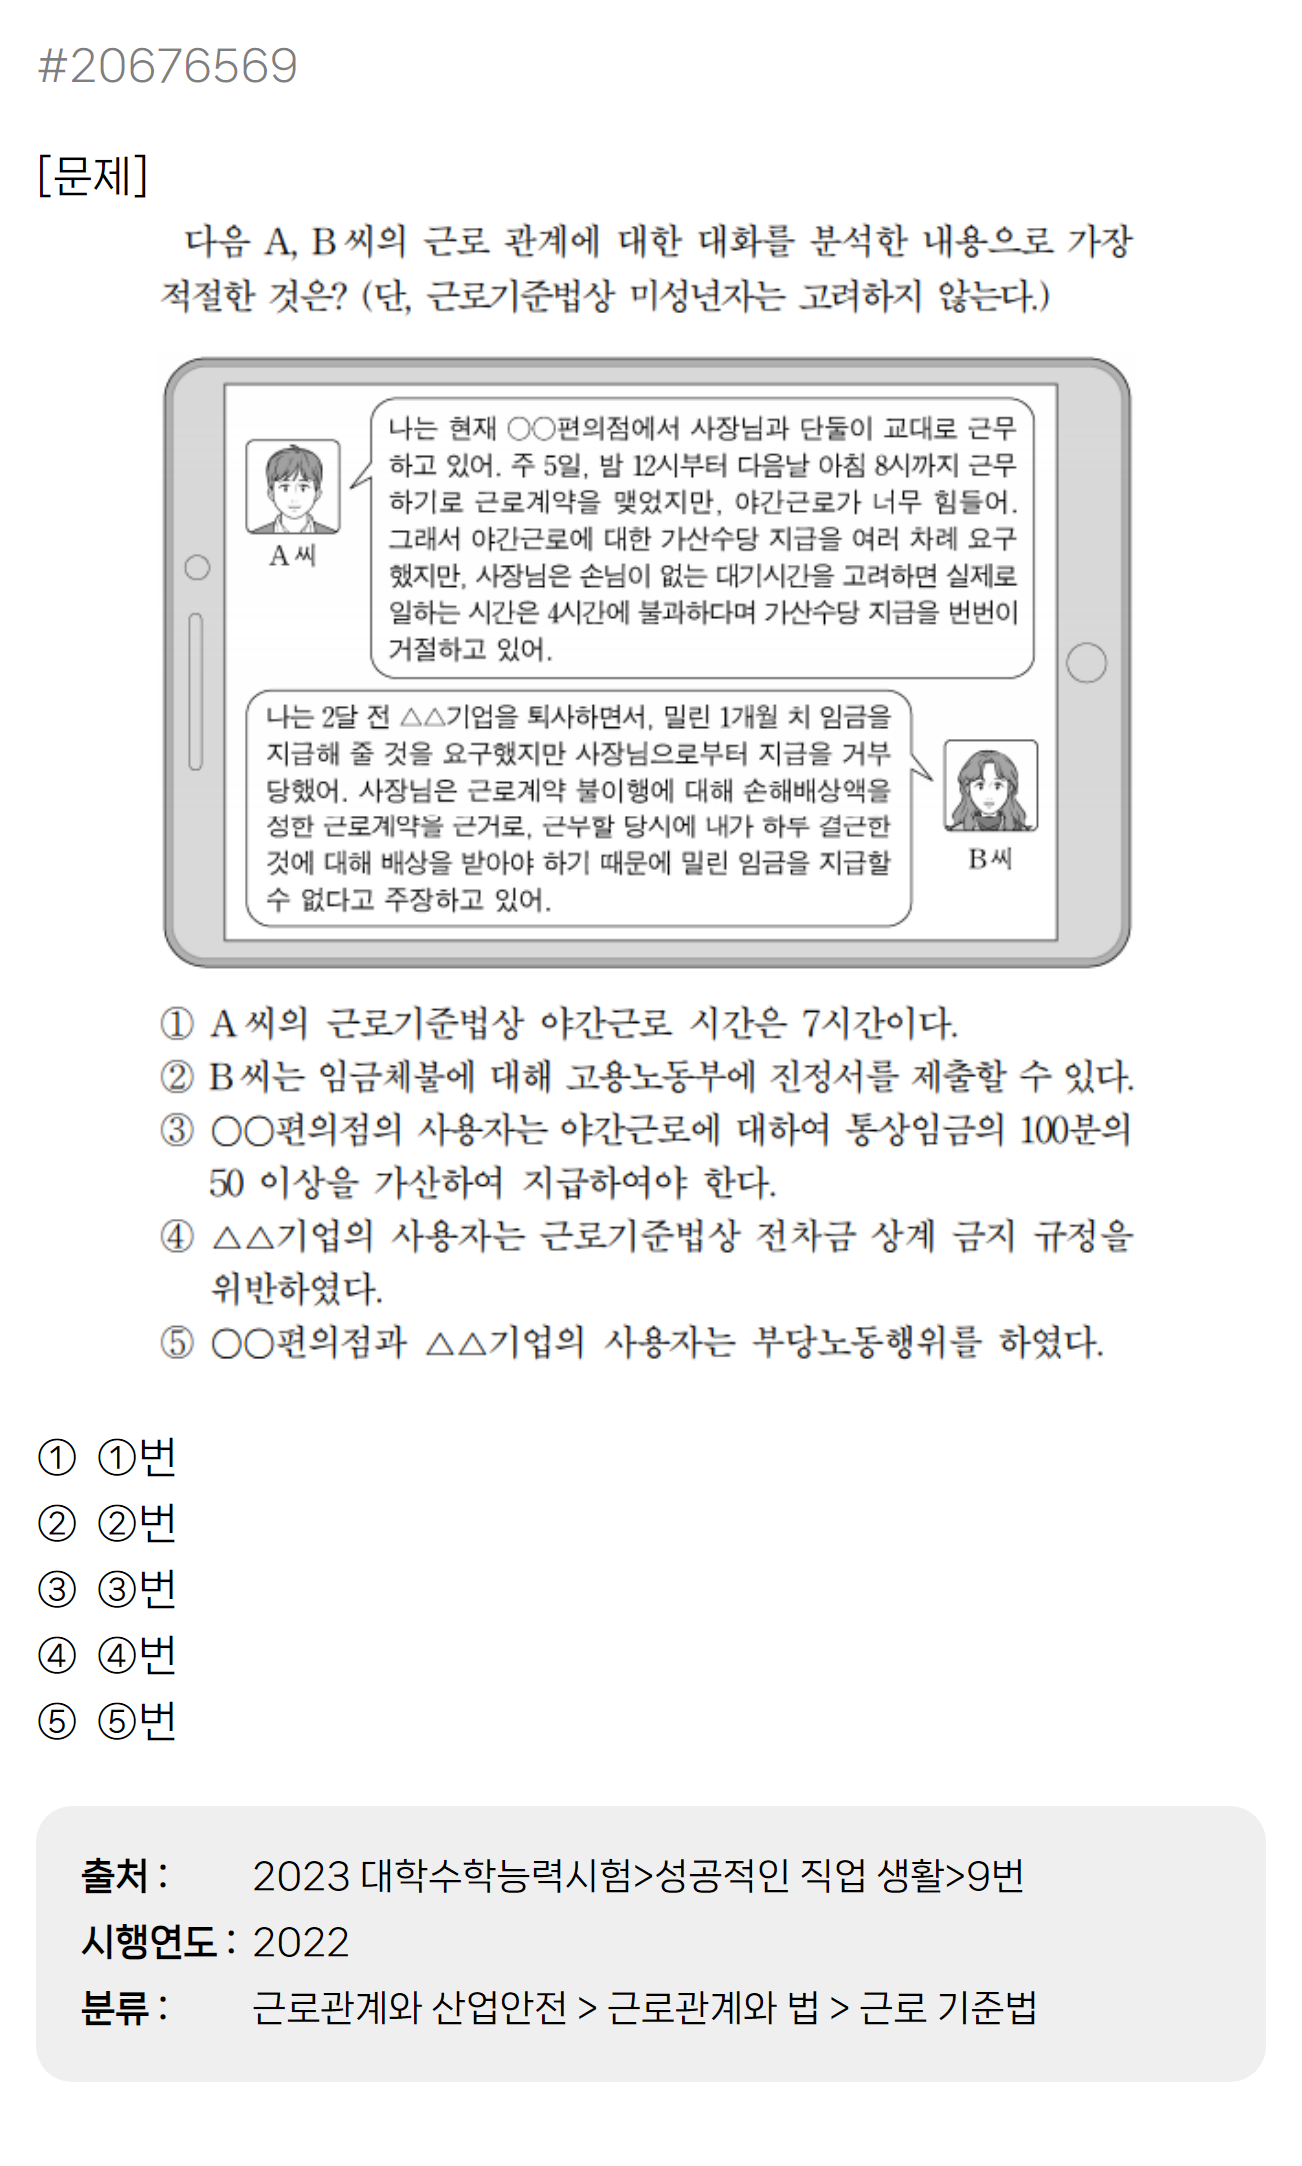 #20676569
[문제]
다음 A, B씨의 근로 관계에 대한 대화를 분석한 내용으로 가장
적절한 것은? (단, 근로기준법상 미성년자는 고려하지 않는다.)
나는 현재 ○○편의점에서 사장님과 단둘이 교대로 근무
하고 있어. 주 5일, 밤 12시부터 다음날 아침 8시까지 근무
하기로 근로계약을 맺었지만, 야간근로가 너무 힘들어.
그래서 야간근로에 대한 가산수당 지급을 여러 차례 요구
했지만, 사장님은 손님이 없는 대기시간을 고려하면 실제로
일하는 시간은 4시간에 불과하다며 가산수당 지급을 번번이
거절하고 있어.
A씨
나는 2달 전 △△기업을 퇴사하면서, 밀린 1개월 치 임금을
지급해 줄 것을 요구했지만 사장님으로부터 지급을 거부
당했어. 사장님은 근로계약 불이행에 대해 손해배상액을
정한 근로계약을 근거로, 근무할 당시에 내가 하루 결근한
것에 대해 배상을 받아야 하기 때문에 밀린 임금을 지급할
수 없다고 주장하고 있어.
B씨
① A씨의 근로기준법상 야간근로 시간은 7시간이다.
② B씨는 임금체불에 대해 고용노동부에 진정서를 제출할 수 있다.
③ ○○편의점의 사용자는 야간근로에 대하여 통상임금의 100분의
50 이상을 가산하여 지급하여야 한다.
④ △△기업의 사용자는 근로기준법상 전차금 상계 금지 규정을
위반하였다.
⑤ ○○편의점과 △△기업의 사용자는 부당노동행위를 하였다.
① ①번
② ②번
③ ③번
④ ④번
⑤ ⑤번
출처 : 2023 대학수학능력시험>성공적인 직업 생활>9번
시행연도 : 2022
분류 : 근로관계와 산업안전 > 근로관계와 법 > 근로 기준법